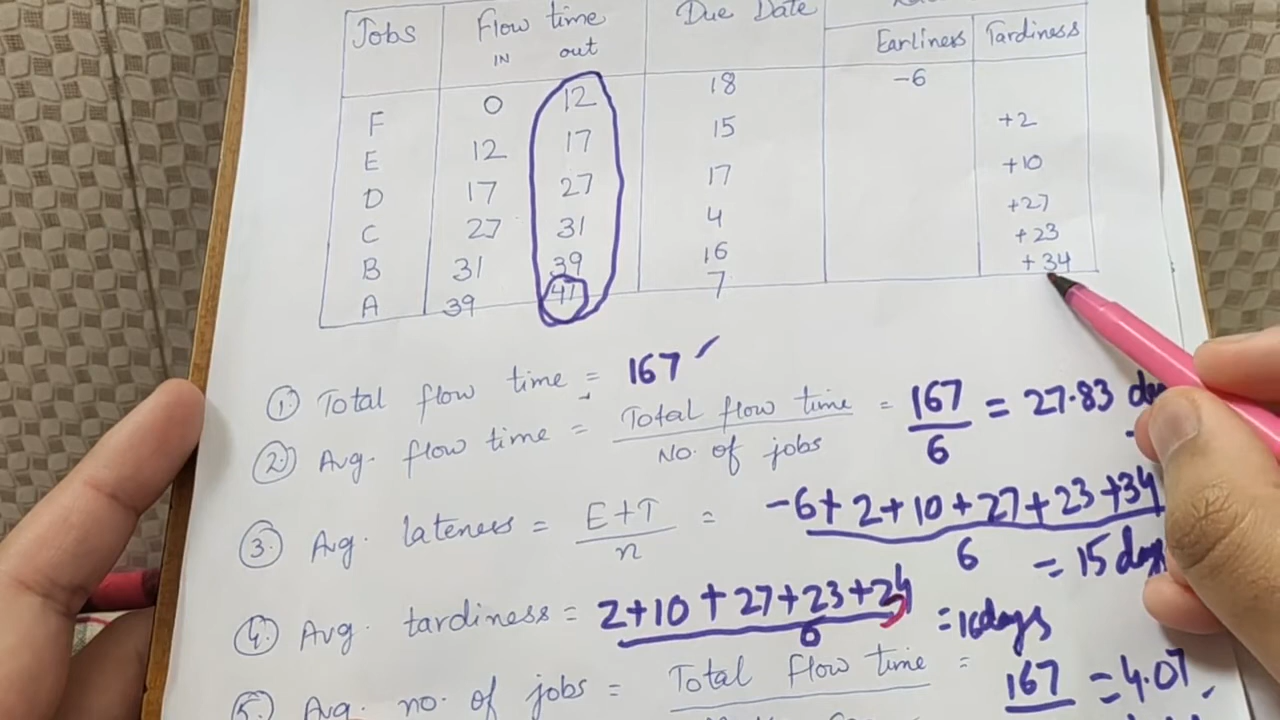 Jobs Flow time Due Date
IN out Earliness Tardiness
F 0 12 18 -6
E 12 17 15 +2
D 17 27 17 +10
C 27 31 4 +27
B 31 39 16 +23
A 39 41 7 +34
① Total flow time = 167 ✓
② Avg. flow time = Total flow time / No. of jobs = 167 / 6 = 27.83
③ Avg. lateness = E+T / n = -6+2+10+27+23+34 / 6 = 15 days
④ Avg. tardiness = 2+10+27+23+34 / 6 = 16days
⑤ Avg. no. of jobs = Total flow time = 167 = 4.07